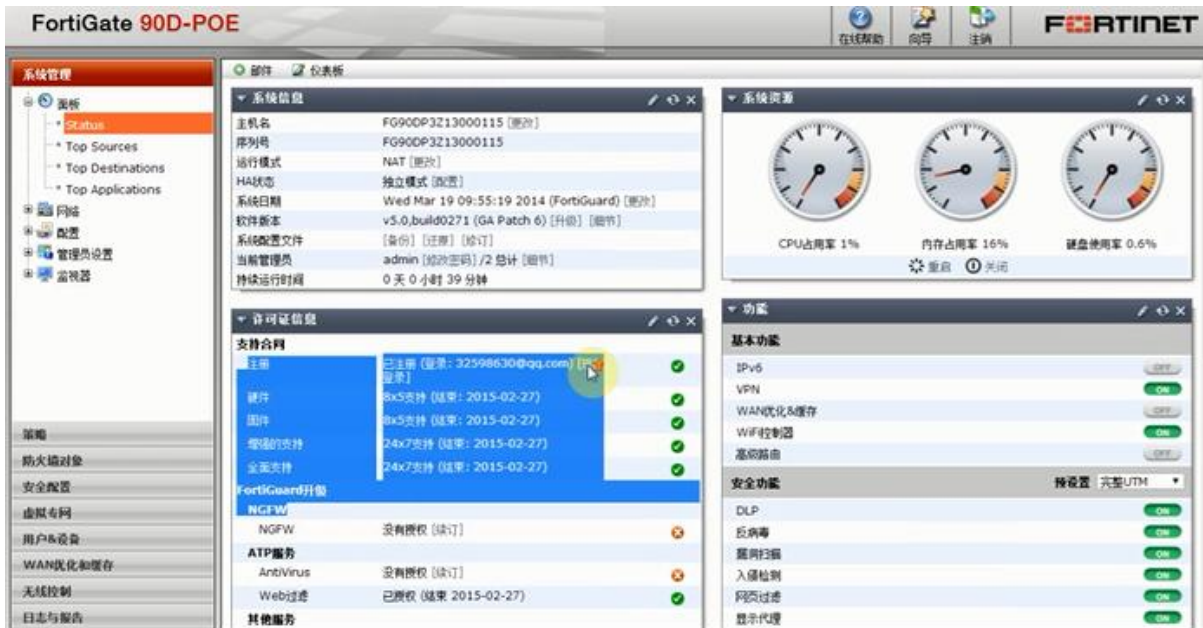 FortiGate 90D-POE
在线帮助
向导
注销
FORTINET
系统管理
面板
Status
Top Sources
Top Destinations
Top Applications
网络
配置
管理员设置
监视器
策略
防火墙对象
安全配置
虚拟专网
用户&设备
WAN优化和缓存
无线控制
日志与报告
部件 仪表板
系统信息
主机名 FG90DP3Z13000115 [更改]
序列号 FG90DP3Z13000115
运行模式 NAT [更改]
HA状态 独立模式 [配置]
系统日期 Wed Mar 19 09:55:19 2014 (FortiGuard) [更改]
软件版本 v5.0,build0271 (GA Patch 6) [升级] [细节]
系统配置文件 [备份] [还原] [修订]
当前管理员 admin [修改密码] /2 总计 [细节]
持续运行时间 0 天 0 小时 39 分钟
许可证信息
支持合同
注册 已注册 (登录: 32598630@qq.com)
登录]
硬件 8x5支持 (结束: 2015-02-27)
固件 8x5支持 (结束: 2015-02-27)
增强的支持 24x7支持 (结束: 2015-02-27)
全面支持 24x7支持 (结束: 2015-02-27)
FortiGuard升级
NGFW
NGFW 没有授权 [续订]
ATP服务
AntiVirus 没有授权 [续订]
Web过滤 已授权 (结束 2015-02-27)
其他服务
系统资源
CPU占用率 1% 内存占用率 16% 硬盘使用率 0.6%
重启 关闭
功能
基本功能
IPv6 OFF
VPN ON
WAN优化&缓存 OFF
WiFi控制器 ON
高级路由 OFF
安全功能 预设置 完整UTM
DLP ON
反病毒 ON
漏洞扫描 ON
入侵检测 ON
网页过滤 ON
显示代理 ON